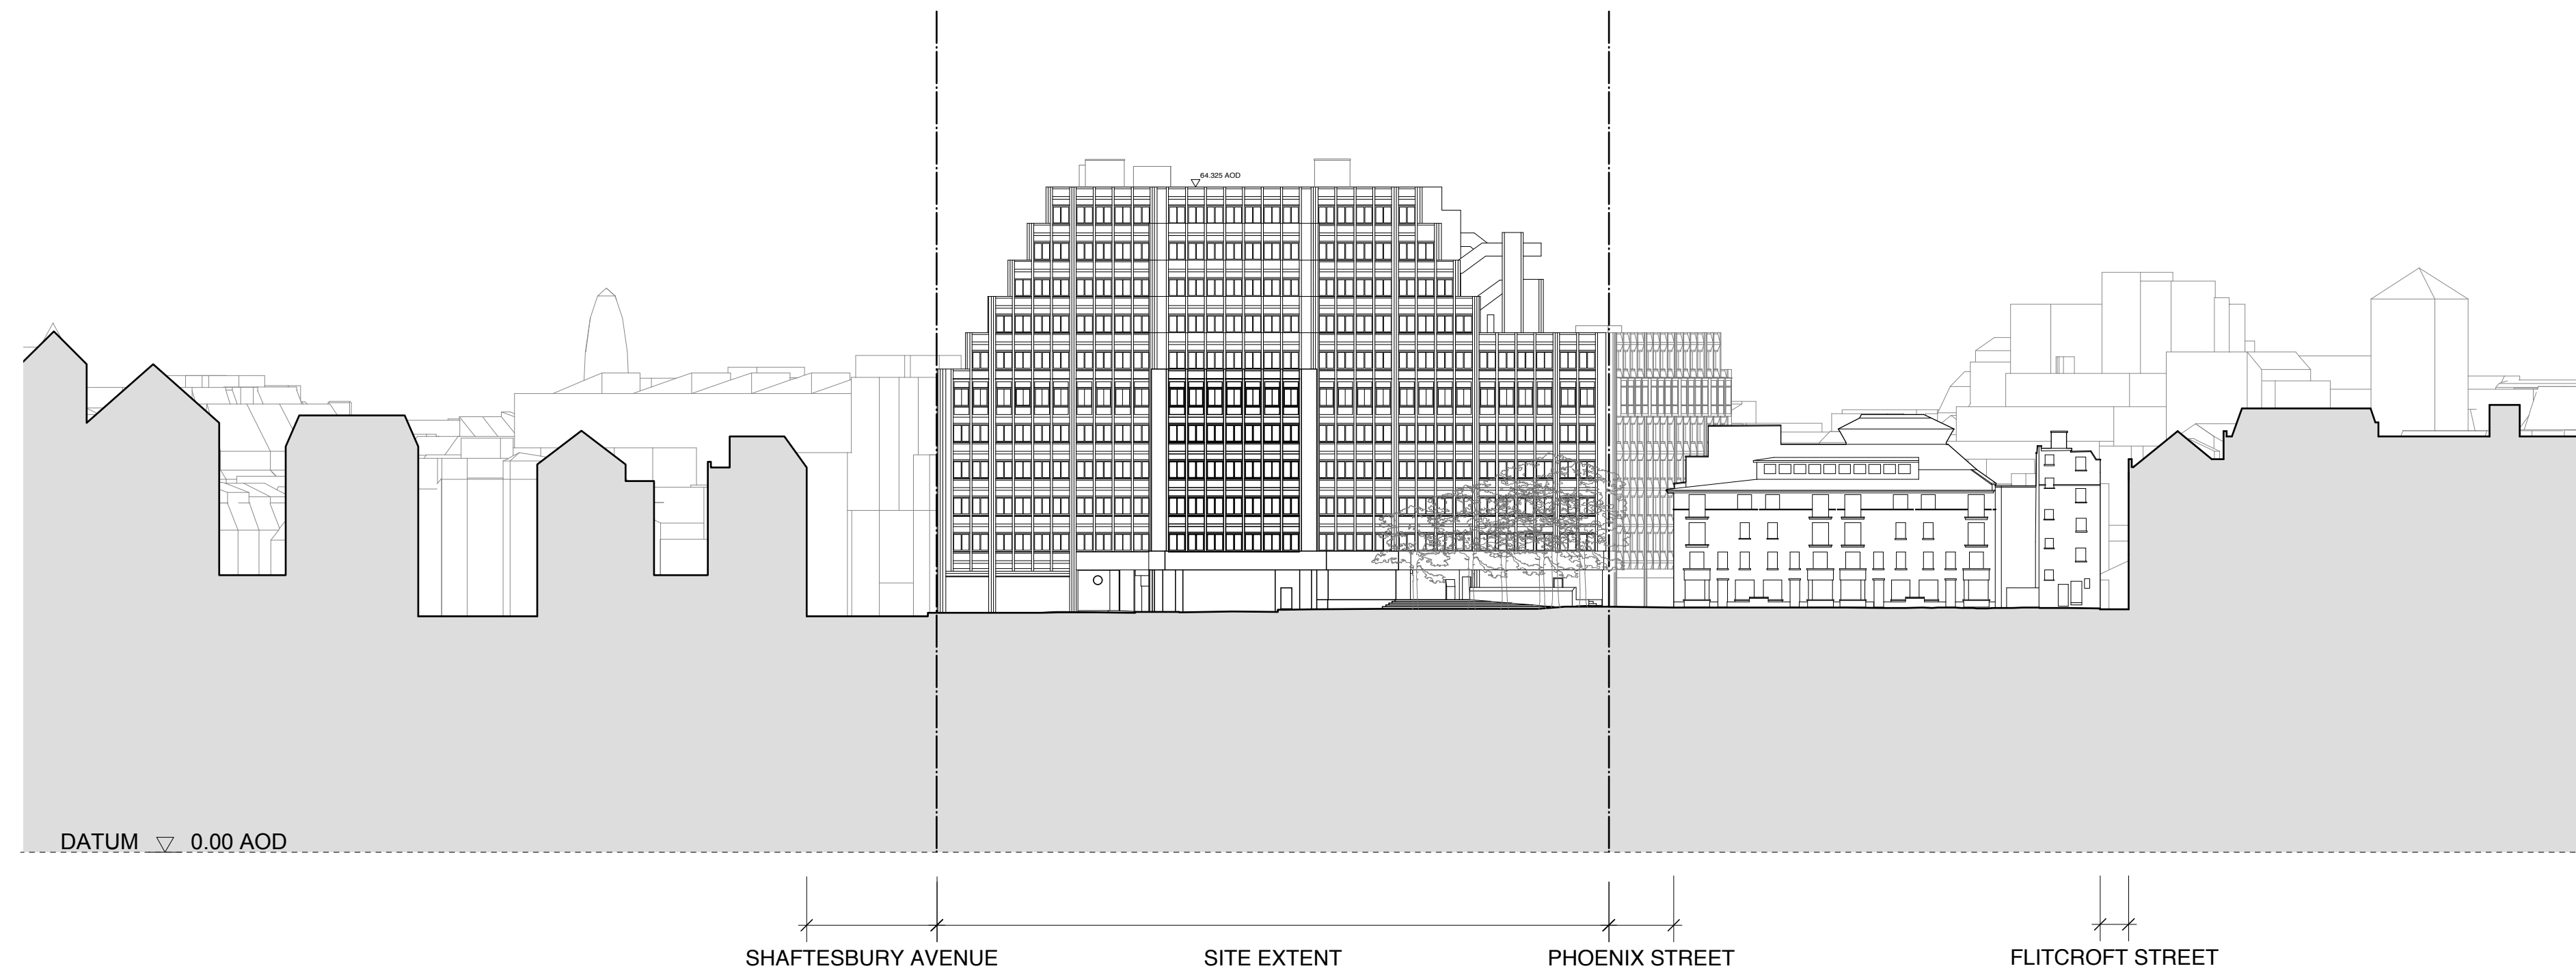 64.325 AOD
DATUM 0.00 AOD
SHAFTESBURY AVENUE
SITE EXTENT
PHOENIX STREET
FLITCROFT STREET